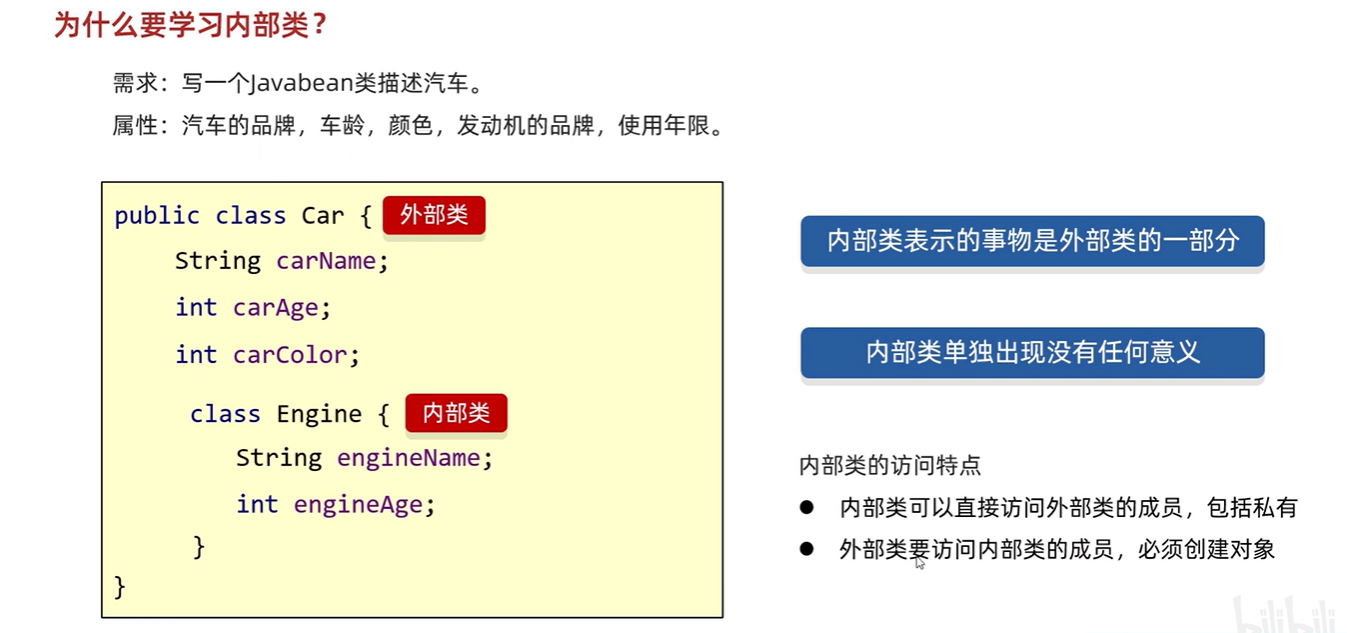 为什么要学习内部类？
需求：写一个Javabean类描述汽车。
属性：汽车的品牌，车龄，颜色，发动机的品牌，使用年限。
public class Car { 外部类
String carName;
int carAge;
int carColor;
class Engine { 内部类
String engineName;
int engineAge;
}
}
内部类表示的事物是外部类的一部分
内部类单独出现没有任何意义
内部类的访问特点
● 内部类可以直接访问外部类的成员，包括私有
● 外部类要访问内部类的成员，必须创建对象
bilibili